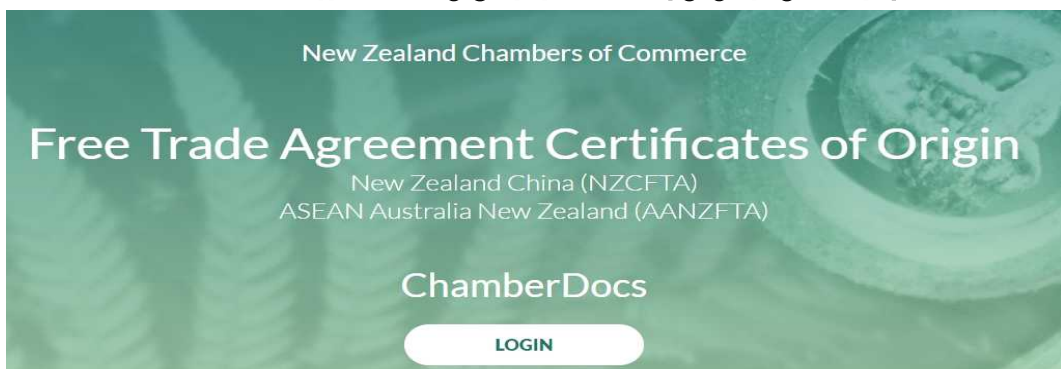 New Zealand Chambers of Commerce
Free Trade Agreement Certificates of Origin
New Zealand China (NZCFTA)
ASEAN Australia New Zealand (AANZFTA)
ChamberDocs
LOGIN